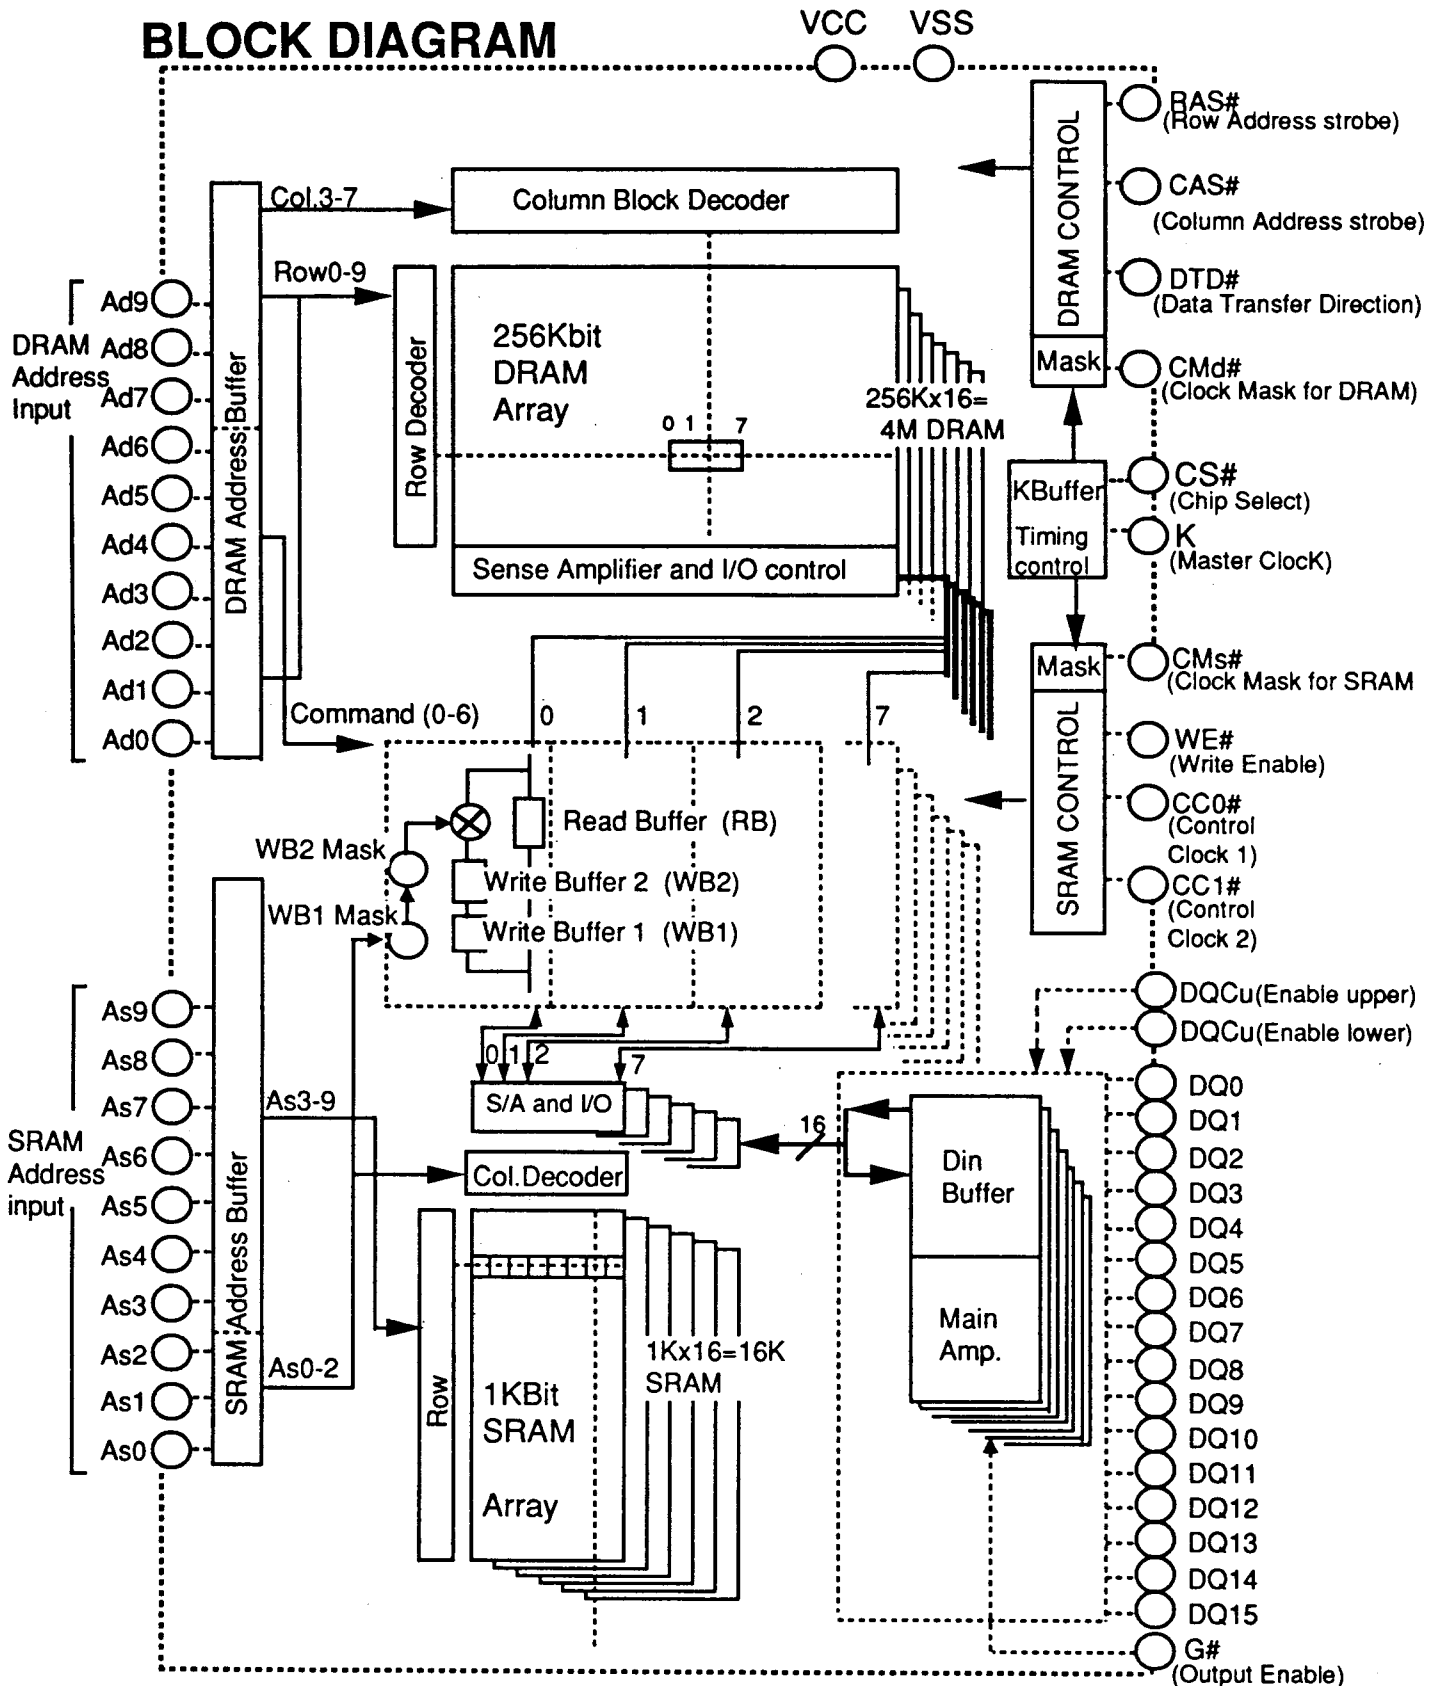 BLOCK DIAGRAM
VCC
VSS
RAS#
(Row Address strobe)
CAS#
(Column Address strobe)
DTD#
(Data Transfer Direction)
CMd#
(Clock Mask for DRAM)
DRAM CONTROL
Mask
Col.3-7
Column Block Decoder
Row0-9
Row Decoder
256Kbit
DRAM
Array
0 1 7
256Kx16=
4M DRAM
Sense Amplifier and I/O control
DRAM
Address
Input
Ad9
Ad8
Ad7
Ad6
Ad5
Ad4
Ad3
Ad2
Ad1
Ad0
DRAM Address Buffer
KBuffer
Timing
control
CS#
(Chip Select)
K
(Master ClocK)
Mask
SRAM CONTROL
CMs#
(Clock Mask for SRAM
WE#
(Write Enable)
CC0#
(Control
Clock 1)
CC1#
(Control
Clock 2)
Command (0-6)
0
1
2
7
Read Buffer (RB)
WB2 Mask
Write Buffer 2 (WB2)
WB1 Mask
Write Buffer 1 (WB1)
DQCu(Enable upper)
DQCu(Enable lower)
SRAM
Address
input
As9
As8
As7
As6
As5
As4
As3
As2
As1
As0
SRAM Address Buffer
As3-9
As0-2
0 1 2 7
S/A and I/O
Col.Decoder
16
Row
1KBit
SRAM
Array
1Kx16=16K
SRAM
Din
Buffer
Main
Amp.
DQ0
DQ1
DQ2
DQ3
DQ4
DQ5
DQ6
DQ7
DQ8
DQ9
DQ10
DQ11
DQ12
DQ13
DQ14
DQ15
G#
(Output Enable)